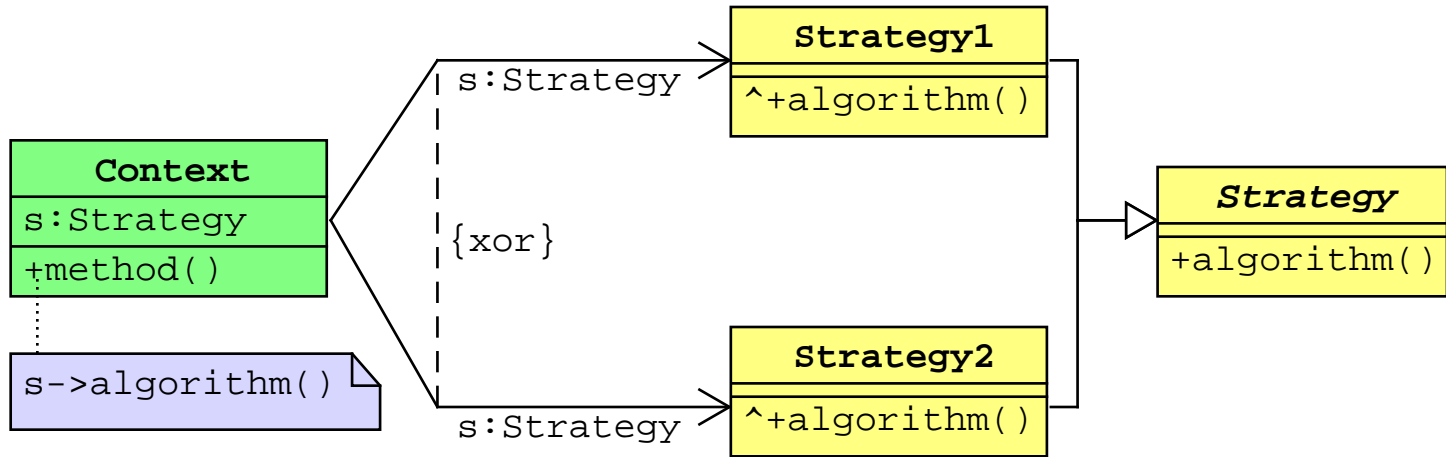 Strategy1
^+algorithm()
s:Strategy
Context
s:Strategy
+method()
s->algorithm()
{xor}
Strategy
+algorithm()
Strategy2
^+algorithm()
s:Strategy